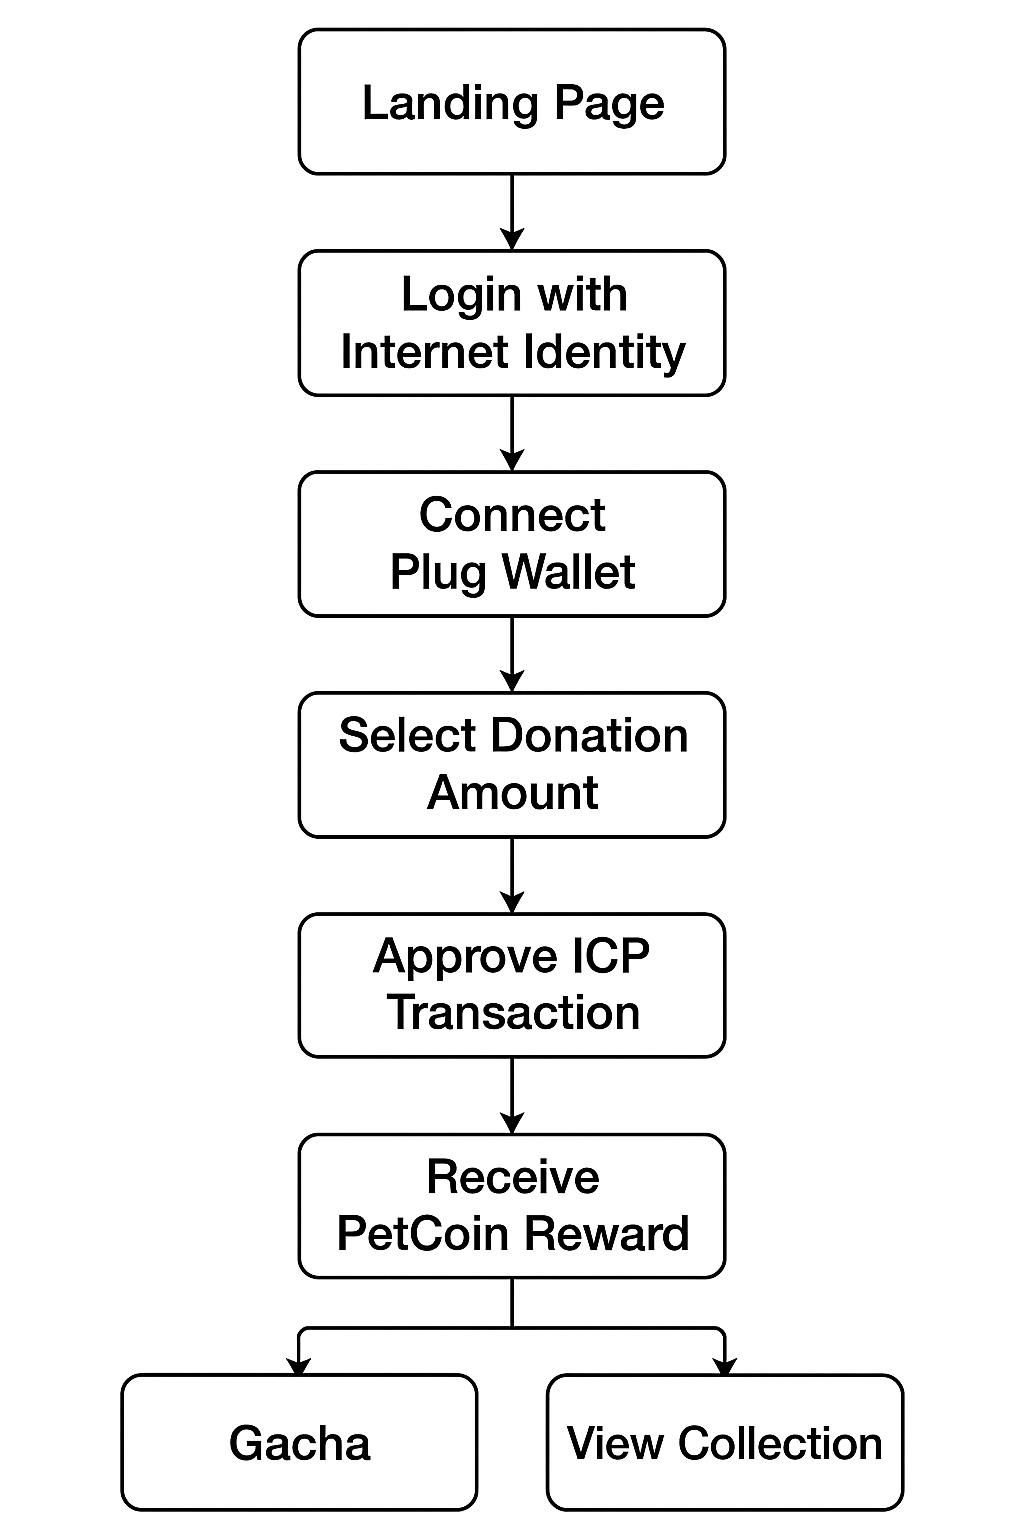 Landing Page
Login with
Internet Identity
Connect
Plug Wallet
Select Donation
Amount
Approve ICP
Transaction
Receive
PetCoin Reward
Gacha
View Collection